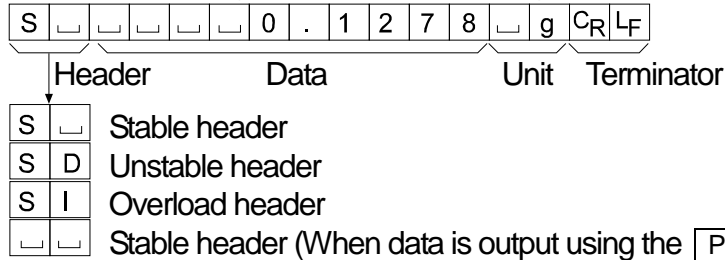 S ␣ ␣ ␣ ␣ ␣ 0 . 1 2 7 8 ␣ g CR LF
Header Data Unit Terminator
S ␣ Stable header
S D Unstable header
S I Overload header
␣ ␣ Stable header (When data is output using the P